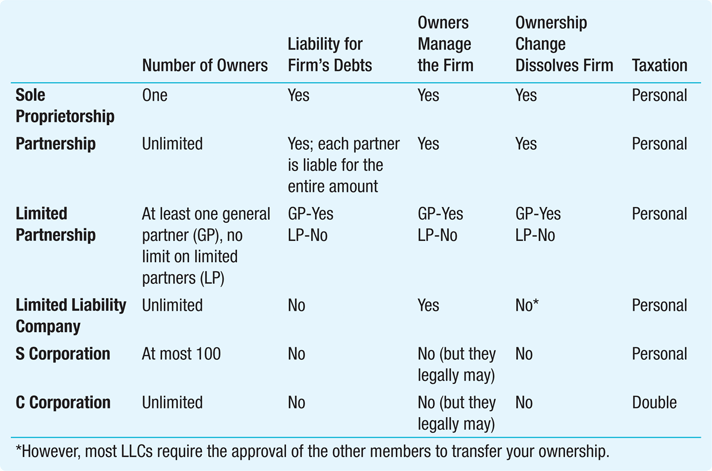 Number of Owners Liability for Firm's Debts Owners Manage the Firm Ownership Change Dissolves Firm Taxation
Sole Proprietorship One Yes Yes Yes Personal
Partnership Unlimited Yes; each partner is liable for the entire amount Yes Yes Personal
Limited Partnership At least one general partner (GP), no limit on limited partners (LP) GP-Yes LP-No GP-Yes LP-No GP-Yes LP-No Personal
Limited Liability Company Unlimited No Yes No* Personal
S Corporation At most 100 No No (but they legally may) No Personal
C Corporation Unlimited No No (but they legally may) No Double
*However, most LLCs require the approval of the other members to transfer your ownership.